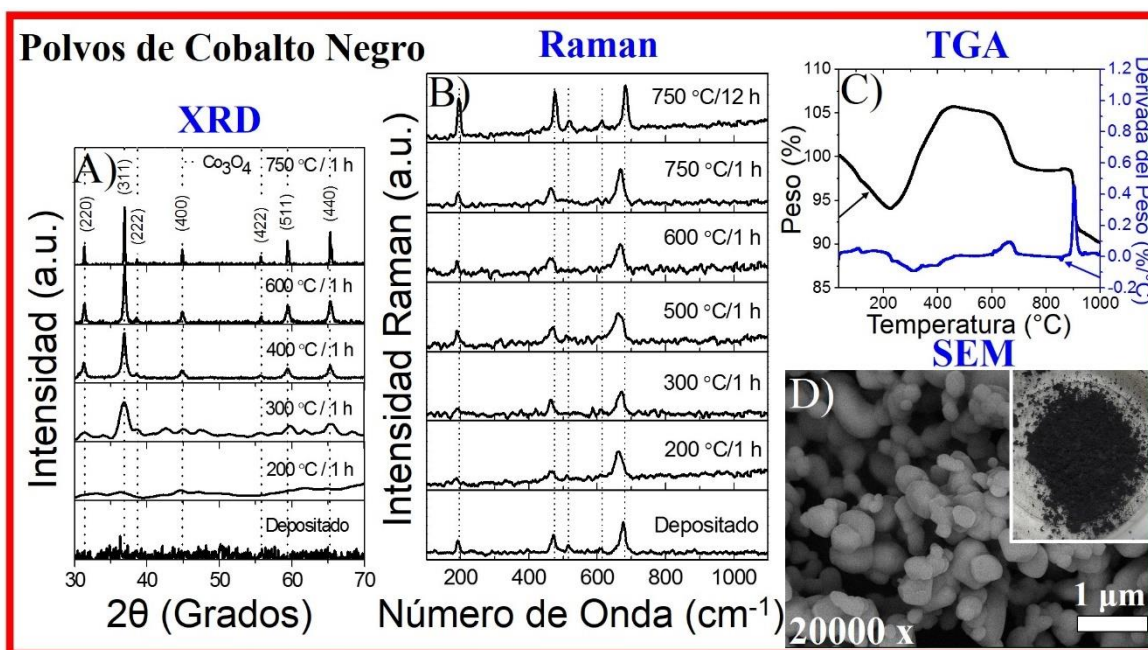 Polvos de Cobalto Negro
XRD
A)
Co₃O₄
750 °C/ 1 h
(220)
(311)
(222)
(400)
(422)
(511)
(440)
600 °C/ 1 h
400 °C/ 1 h
300 °C/ 1 h
200 °C/ 1 h
Depositado
Intensidad (a.u.)
30
40
50
60
70
2θ (Grados)
Raman
B)
750 °C/12 h
750 °C/1 h
600 °C/1 h
500 °C/1 h
300 °C/1 h
200 °C/1 h
Depositado
Intensidad Raman (a.u.)
200
400
600
800
1000
Número de Onda (cm⁻¹)
TGA
C)
110
105
100
95
90
85
Peso (%)
200
400
600
800
1000
Temperatura (°C)
1.2
1.0
0.8
0.6
0.4
0.2
0.0
-0.2
Derivada del Peso (%/°C)
SEM
D)
20000 x
1 µm